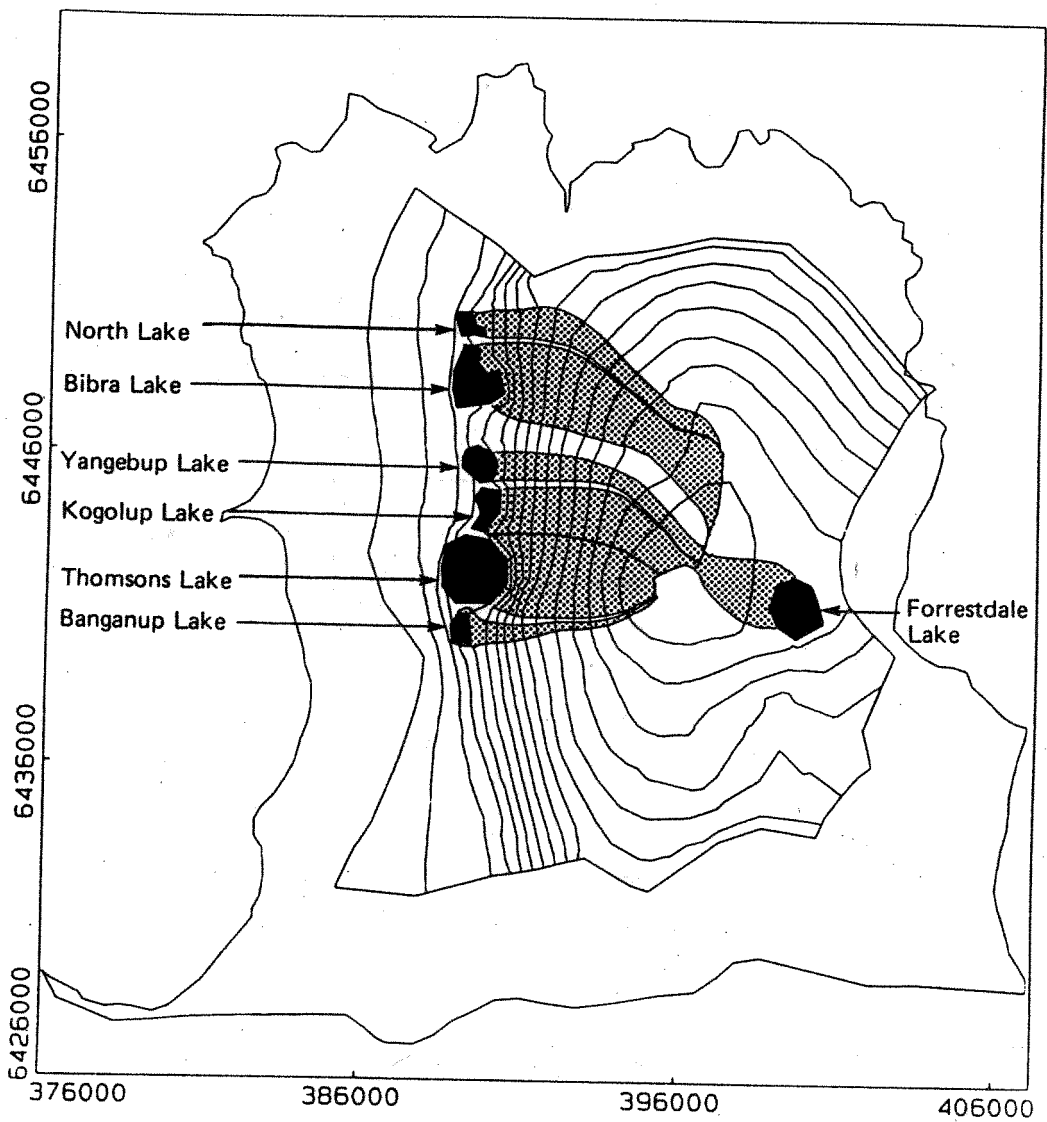 6456000
6446000
6436000
6426000
North Lake
Bibra Lake
Yangebup Lake
Kogolup Lake
Thomsons Lake
Banganup Lake
Forrestdale
Lake
376000
386000
396000
406000